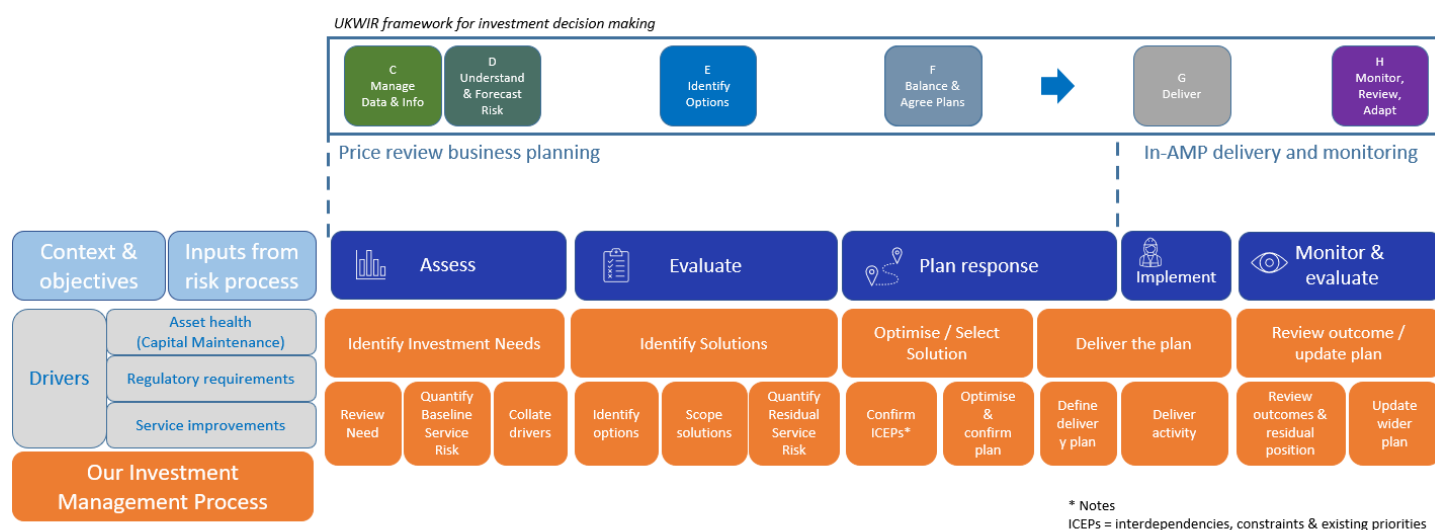 UKWIR framework for investment decision making
C
Manage
Data & Info
D
Understand
& Forecast
Risk
E
Identify
Options
F
Balance &
Agree Plans
G
Deliver
H
Monitor,
Review,
Adapt
Price review business planning
In-AMP delivery and monitoring
Context &
objectives
Inputs from
risk process
Assess
Evaluate
Plan response
Implement
Monitor &
evaluate
Drivers
Asset health
(Capital Maintenance)
Regulatory requirements
Service improvements
Identify Investment Needs
Identify Solutions
Optimise / Select
Solution
Deliver the plan
Review outcome /
update plan
Review
Need
Quantify
Baseline
Service
Risk
Collate
drivers
Identify
options
Scope
solutions
Quantify
Residual
Service
Risk
Confirm
ICEPs*
Optimise
&
confirm
plan
Define
deliver
y plan
Deliver
activity
Review
outcomes &
residual
position
Update
wider
plan
Our Investment
Management Process
* Notes
ICEPs = interdependencies, constraints & existing priorities